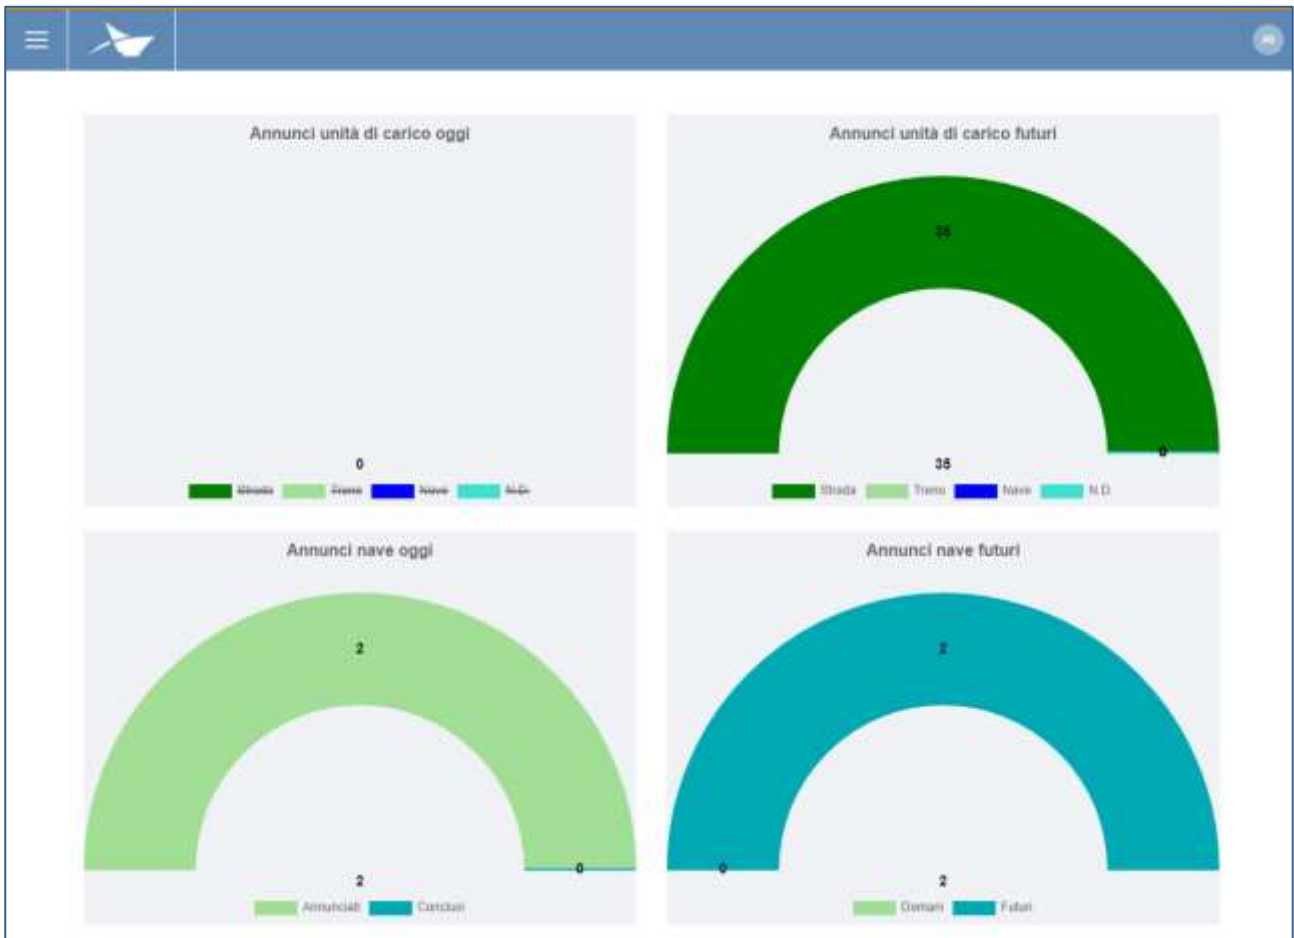 Annunci unità di carico oggi
0
Strada Treno Nave N.D.
Annunci unità di carico futuri
35
0
35
Strada Treno Nave N.D.
Annunci nave oggi
2
0
2
Annunciati Conclusi
Annunci nave futuri
2
0
2
Domani Futuri